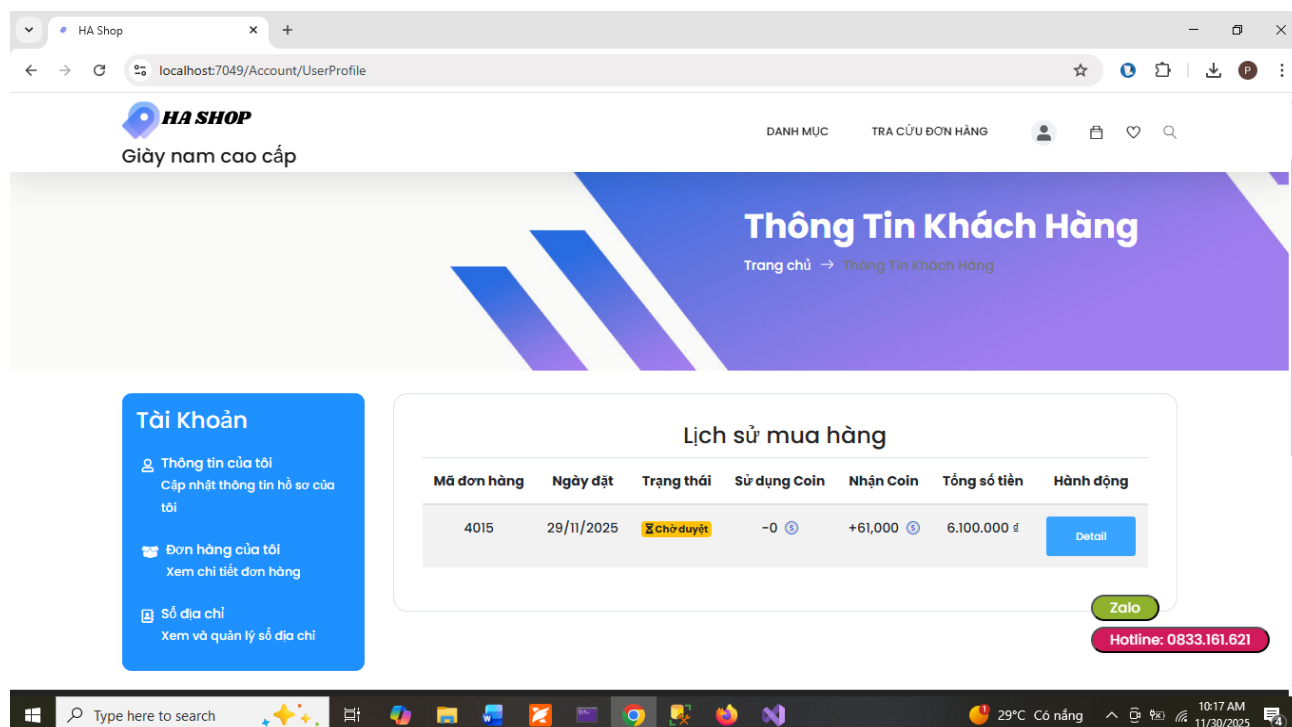 HA Shop
localhost:7049/Account/UserProfile
P
HA SHOP
Giày nam cao cấp
DANH MỤC
TRA CỨU ĐƠN HÀNG
Thông Tin Khách Hàng
Trang chủ → Thông Tin Khách Hàng
Tài Khoản
Thông tin của tôi
Cập nhật thông tin hồ sơ của
tôi
Đơn hàng của tôi
Xem chi tiết đơn hàng
Sổ địa chỉ
Xem và quản lý sổ địa chỉ
Lịch sử mua hàng
Mã đơn hàng Ngày đặt Trạng thái Sử dụng Coin Nhận Coin Tổng số tiền Hành động
4015 29/11/2025 Chờ duyệt -0 +61,000 6.100.000 ₫ Detail
Zalo
Hotline: 0833.161.621
Type here to search
29°C Có nắng
10:17 AM
11/30/2025
4